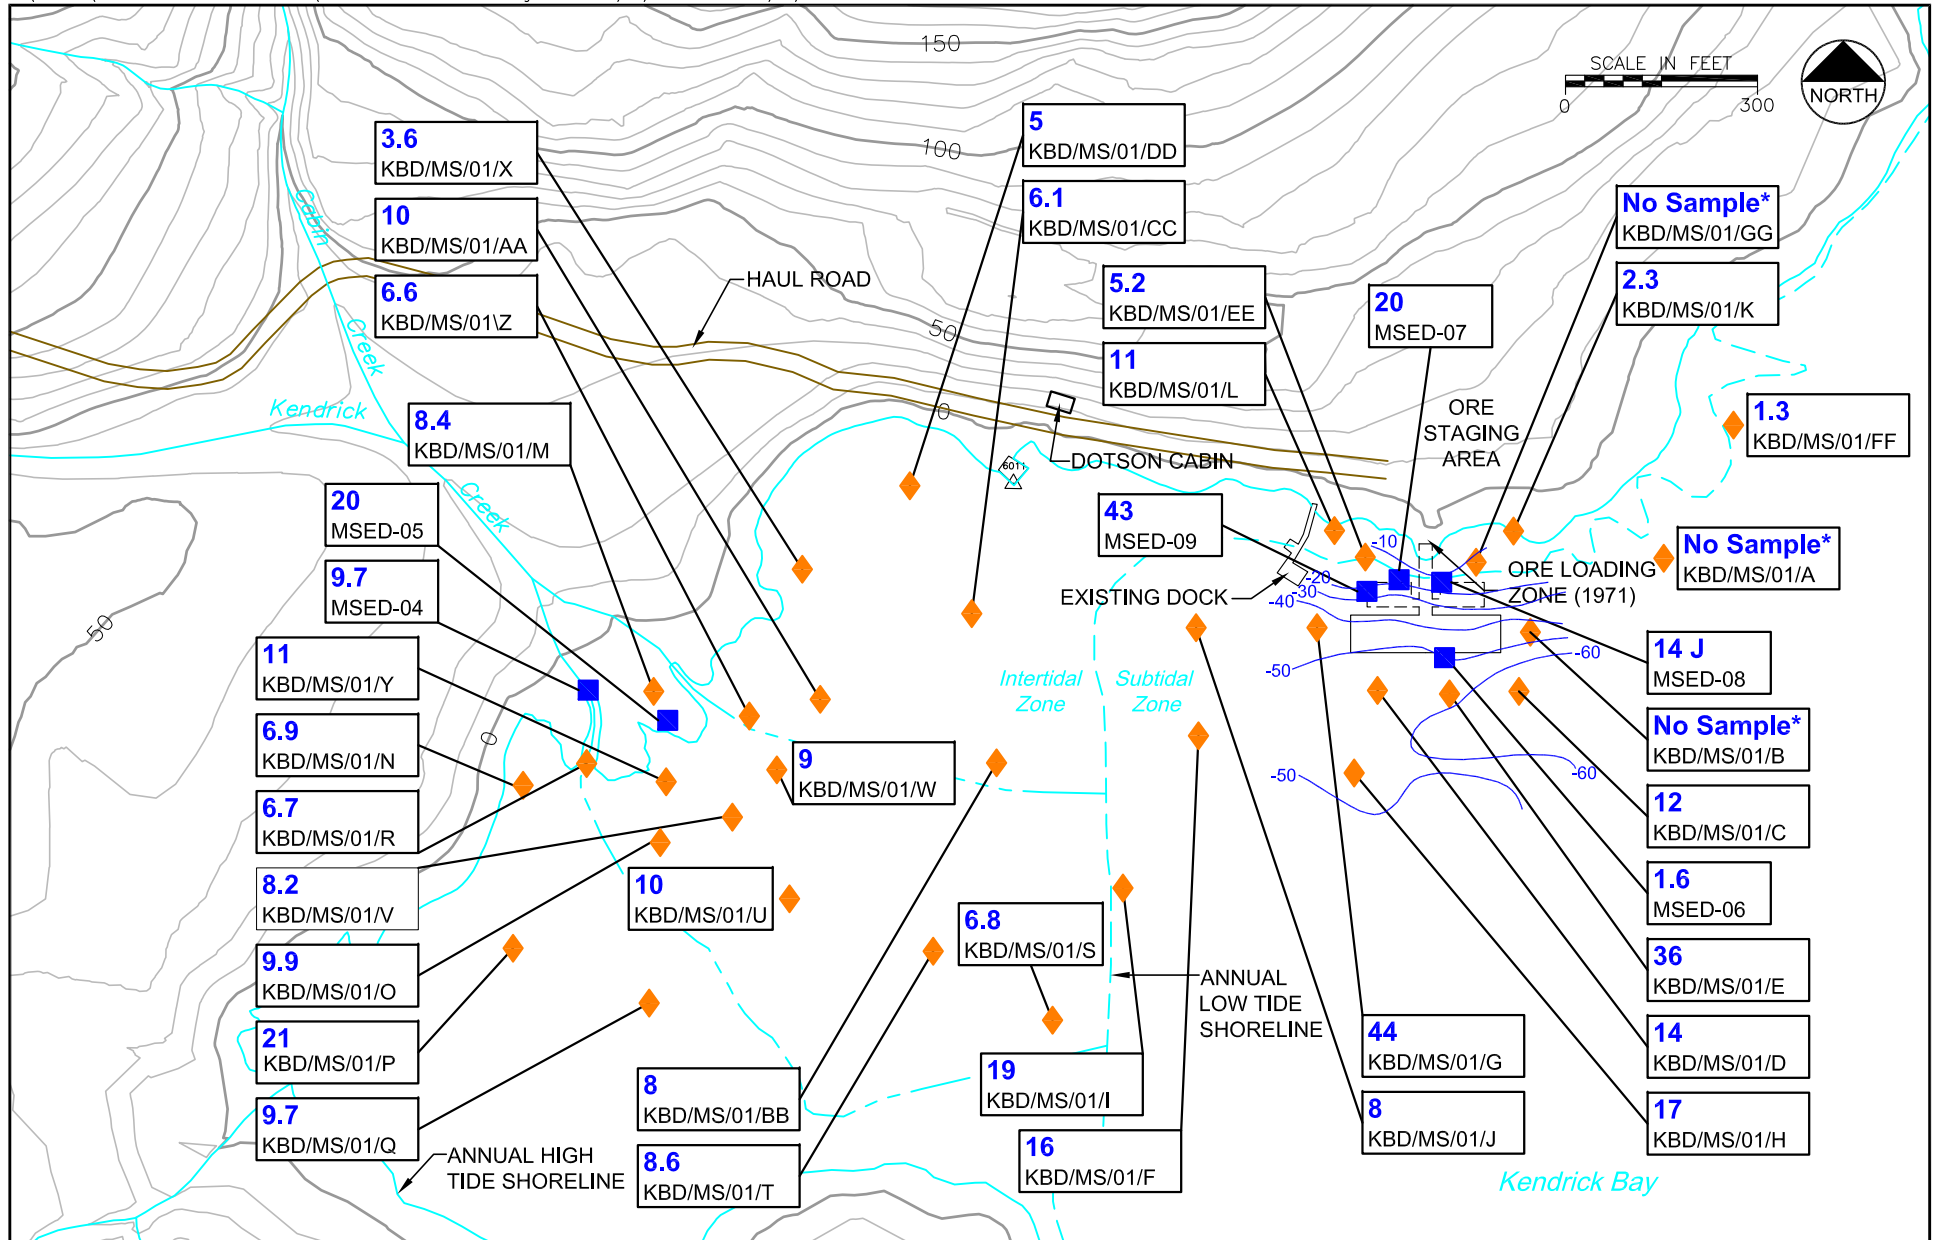 150
SCALE IN FEET
0 300
NORTH
100
50
0
50
0
3.6
KBD/MS/01/X
10
KBD/MS/01/AA
6.6
KBD/MS/01\Z
5
KBD/MS/01/DD
6.1
KBD/MS/01/CC
5.2
KBD/MS/01/EE
11
KBD/MS/01/L
20
MSED-07
No Sample*
KBD/MS/01/GG
2.3
KBD/MS/01/K
1.3
KBD/MS/01/FF
No Sample*
KBD/MS/01/A
Cabin
Creek
Kendrick
Creek
HAUL ROAD
DOTSON CABIN
6011
ORE
STAGING
AREA
8.4
KBD/MS/01/M
20
MSED-05
9.7
MSED-04
43
MSED-09
EXISTING DOCK
ORE LOADING
ZONE (1971)
-10
-20
-30
-40
-50
-60
-50
-60
Intertidal
Zone
Subtidal
Zone
11
KBD/MS/01/Y
6.9
KBD/MS/01/N
6.7
KBD/MS/01/R
8.2
KBD/MS/01/V
9.9
KBD/MS/01/O
21
KBD/MS/01/P
9.7
KBD/MS/01/Q
9
KBD/MS/01/W
10
KBD/MS/01/U
6.8
KBD/MS/01/S
8
KBD/MS/01/BB
8.6
KBD/MS/01/T
19
KBD/MS/01/I
16
KBD/MS/01/F
ANNUAL
LOW TIDE
SHORELINE
ANNUAL HIGH
TIDE SHORELINE
44
KBD/MS/01/G
8
KBD/MS/01/J
14 J
MSED-08
No Sample*
KBD/MS/01/B
12
KBD/MS/01/C
1.6
MSED-06
36
KBD/MS/01/E
14
KBD/MS/01/D
17
KBD/MS/01/H
Kendrick Bay